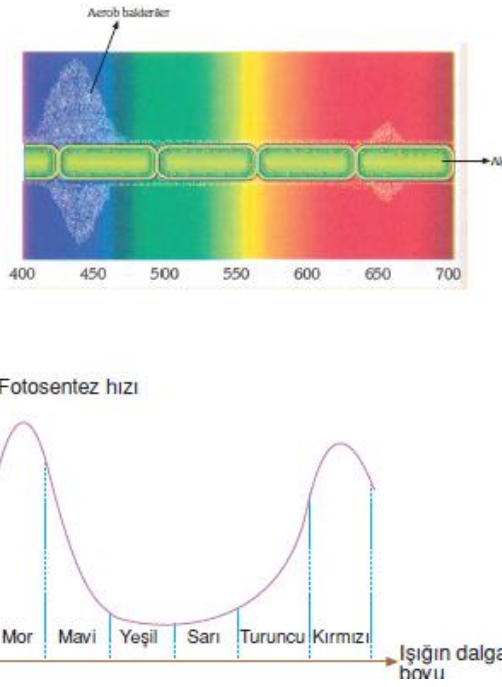 Aerob bakteriler
400 450 500 550 600 650 700
Fotosentez hızı
Mor Mavi Yeşil Sarı Turuncu Kırmızı
Işığın dalga
boyu